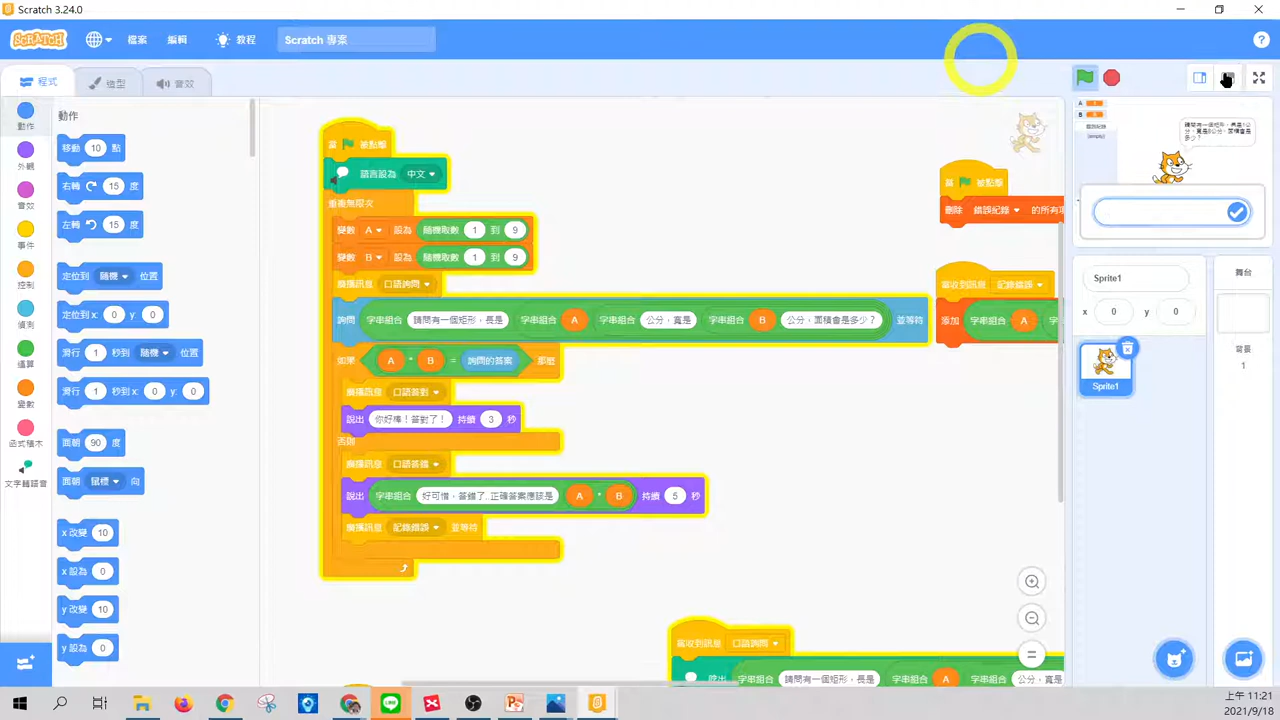 Scratch 3.24.0
SCRATCH
檔案
編輯
教程
Scratch 專案
程式
造型
音效
動作
外觀
音效
事件
控制
偵測
運算
變數
函式積木
文字轉語音
動作
移動 10 點
右轉 15 度
左轉 15 度
定位到 隨機 位置
定位到 x: 0 y: 0
滑行 1 秒到 隨機 位置
滑行 1 秒到 x: 0 y: 0
面朝 90 度
面朝 鼠標 向
x 改變 10
x 設為 0
y 改變 10
y 設為 0
當 被點擊
語言設為 中文
重複無限次
變數 A 設為 隨機取數 1 到 9
變數 B 設為 隨機取數 1 到 9
廣播訊息 口語詢問
詢問 字串組合 請問有一個矩形，長是 字串組合 A 字串組合 公分，寬是 字串組合 B 公分，面積會是多少？ 並等待
如果 A * B = 詢問的答案 那麼
廣播訊息 口語答對
說出 你好棒！答對了！ 持續 3 秒
否則
廣播訊息 口語答錯
說出 字串組合 好可惜，答錯了..正確答案應該是 A * B 持續 5 秒
廣播訊息 記錄錯誤 並等待
當 被點擊
刪除 錯誤紀錄 的所有項
當收到訊息 記錄錯誤
添加 字串組合 A
當收到訊息 口語詢問
唸出 字串組合 請問有一個矩形，長是 字串組合 A 字串組合 公分，寬是
A
B
Sprite1
x 0 y 0
Sprite1
舞台
背景
1
上午 11:21
2021/9/18